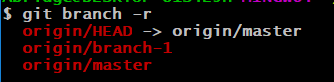 $ git branch -r
origin/HEAD -> origin/master
origin/branch-1
origin/master